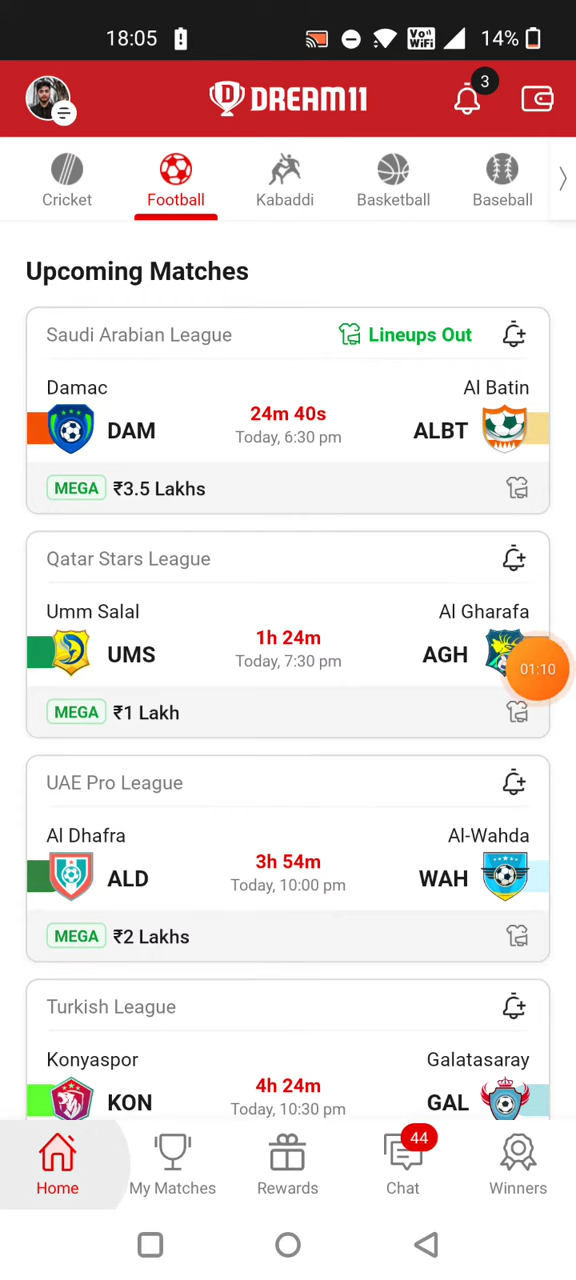 18:05 Vo)) WiFi 14%
DREAM11 3
Cricket Football Kabaddi Basketball Baseball
Upcoming Matches
Saudi Arabian League Lineups Out
Damac Al Batin
DAM 24m 40s ALBT
Today, 6:30 pm
MEGA ₹3.5 Lakhs
Qatar Stars League
Umm Salal Al Gharafa
UMS 1h 24m AGH
Today, 7:30 pm
01:10
MEGA ₹1 Lakh
UAE Pro League
Al Dhafra Al-Wahda
ALD 3h 54m WAH
Today, 10:00 pm
MEGA ₹2 Lakhs
Turkish League
Konyaspor Galatasaray
KON 4h 24m GAL
Today, 10:30 pm
44
Home My Matches Rewards Chat Winners